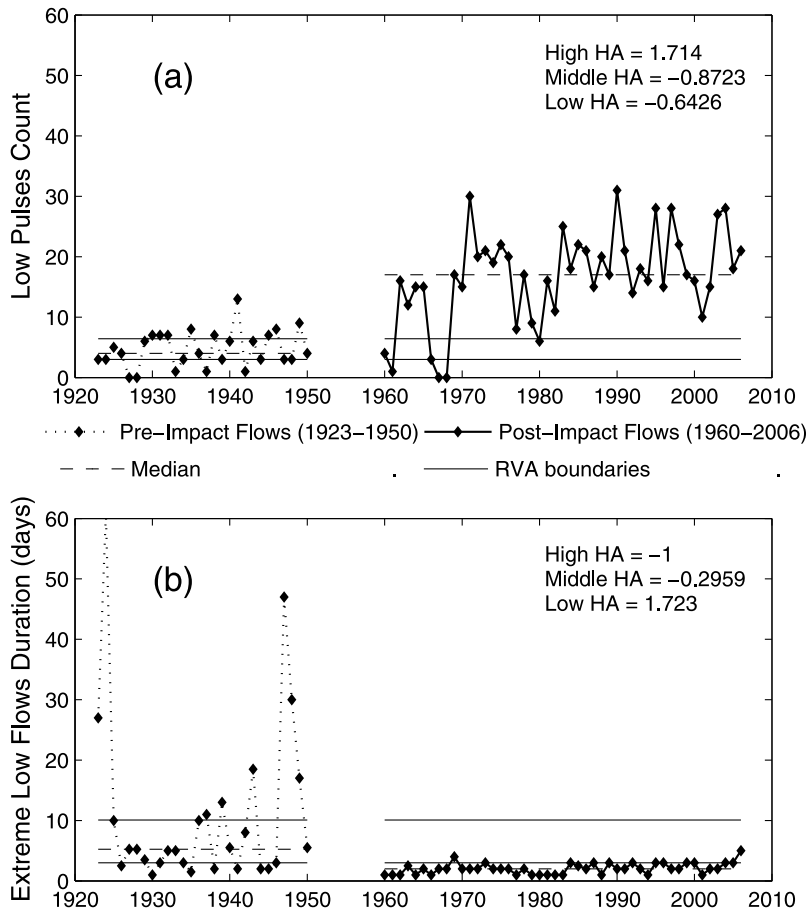 60
50
40
30
20
10
0
Low Pulses Count
(a)
High HA = 1.714
Middle HA = −0.8723
Low HA = −0.6426
1920 1930 1940 1950 1960 1970 1980 1990 2000 2010
Pre−Impact Flows (1923−1950) Post−Impact Flows (1960−2006)
Median . RVA boundaries .
60
50
40
30
20
10
0
Extreme Low Flows Duration (days)
(b)
High HA = −1
Middle HA = −0.2959
Low HA = 1.723
1920 1930 1940 1950 1960 1970 1980 1990 2000 2010